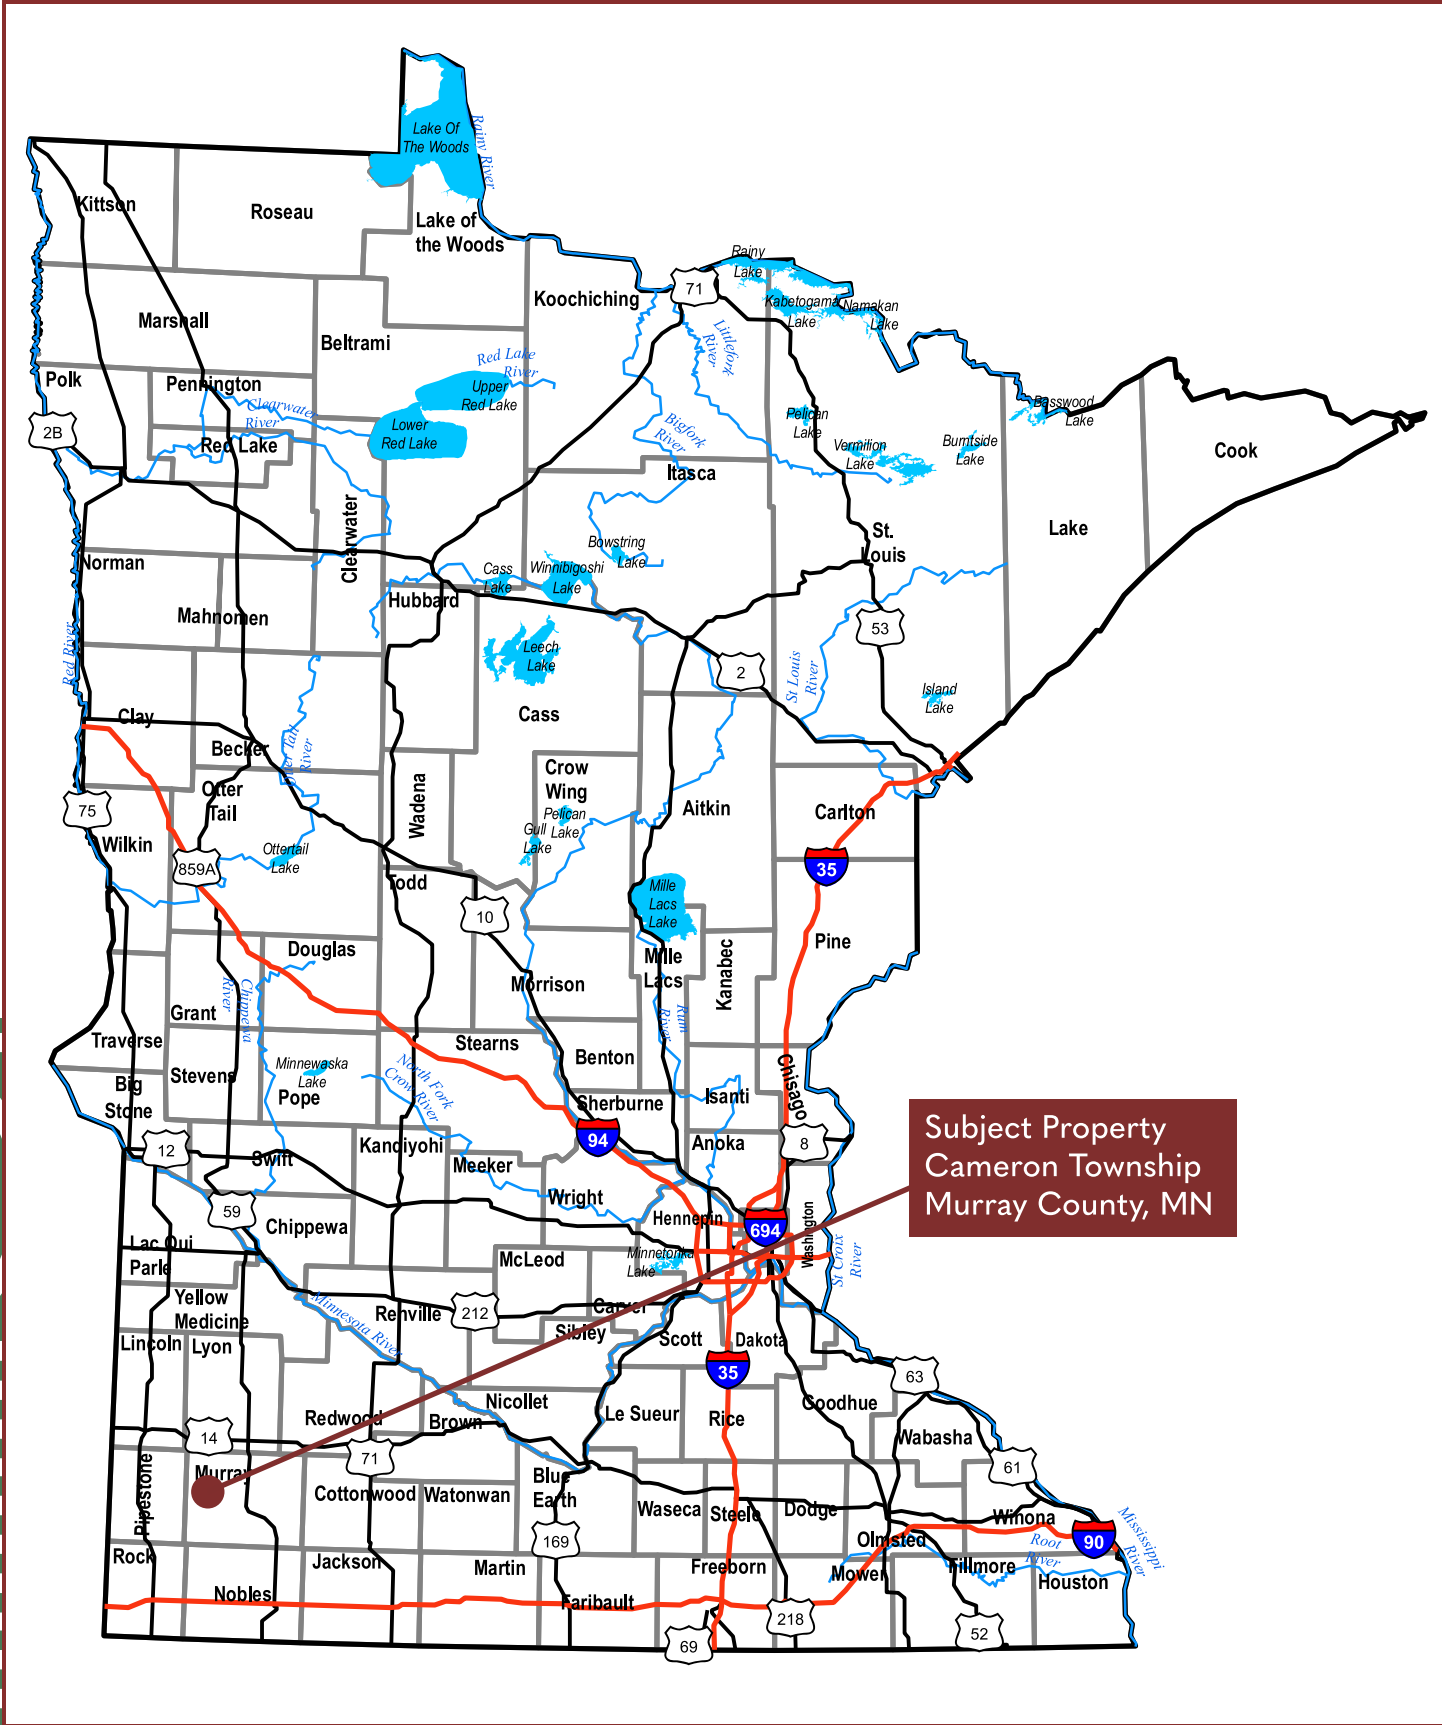 Lake Of
The Woods
Rainy River
Kittson
Roseau
Lake of
the Woods
Rainy
Lake
71
Koochiching
Kabetogama
Lake
Namakan
Lake
Marshall
Beltrami
Littlefork
River
Red Lake
River
Polk
Pennington
Upper
Red Lake
Clearwater
River
Pelican
Lake
Basswood
Lake
2B
Red Lake
Lower
Red Lake
Bigfork
River
Vermilion
Lake
Burntside
Lake
Cook
Itasca
Clearwater
St.
Louis
Lake
Bowstring
Lake
Norman
Cass
Lake
Winnibigoshi
Lake
Hubbard
Mahnomen
53
Red River
Leech
Lake
2
St Louis
River
Island
Lake
Clay
Cass
Becker
Otter Tail
River
Otter
Tail
Crow
Wing
Wadena
75
Pelican
Lake
Aitkin
Carlton
Wilkin
Gull
Lake
Ottertail
Lake
859A
35
Todd
Mille
Lacs
Lake
10
Douglas
Pine
Mille
Lacs
Kanabec
Morrison
Chippewa
River
Grant
Rum
River
Traverse
Stearns
Benton
Minnewaska
Lake
Stevens
North Fork
Crow River
Big
Stone
Pope
Chisago
Isanti
Sherburne
Subject Property
Cameron Township
Murray County, MN
94
Anoka
8
12
Swift
Kandiyohi
Meeker
Wright
59
Chippewa
Hennepin
694
Washington
Lac Qui
Parle
McLeod
Minnetonka
Lake
St Croix
River
Yellow
Medicine
Minnesota River
Renville
212
Carver
Sibley
Scott
Dakota
Lincoln
Lyon
35
63
Nicollet
Redwood
Brown
Le Sueur
Rice
Goodhue
14
Wabasha
71
61
Murray
Pipestone
Cottonwood
Watonwan
Blue
Earth
Waseca
Steele
Dodge
Winona
169
Olmsted
90
Mississippi
River
Root
River
Rock
Jackson
Martin
Freeborn
Mower
Fillmore
Houston
Nobles
Faribault
218
69
52